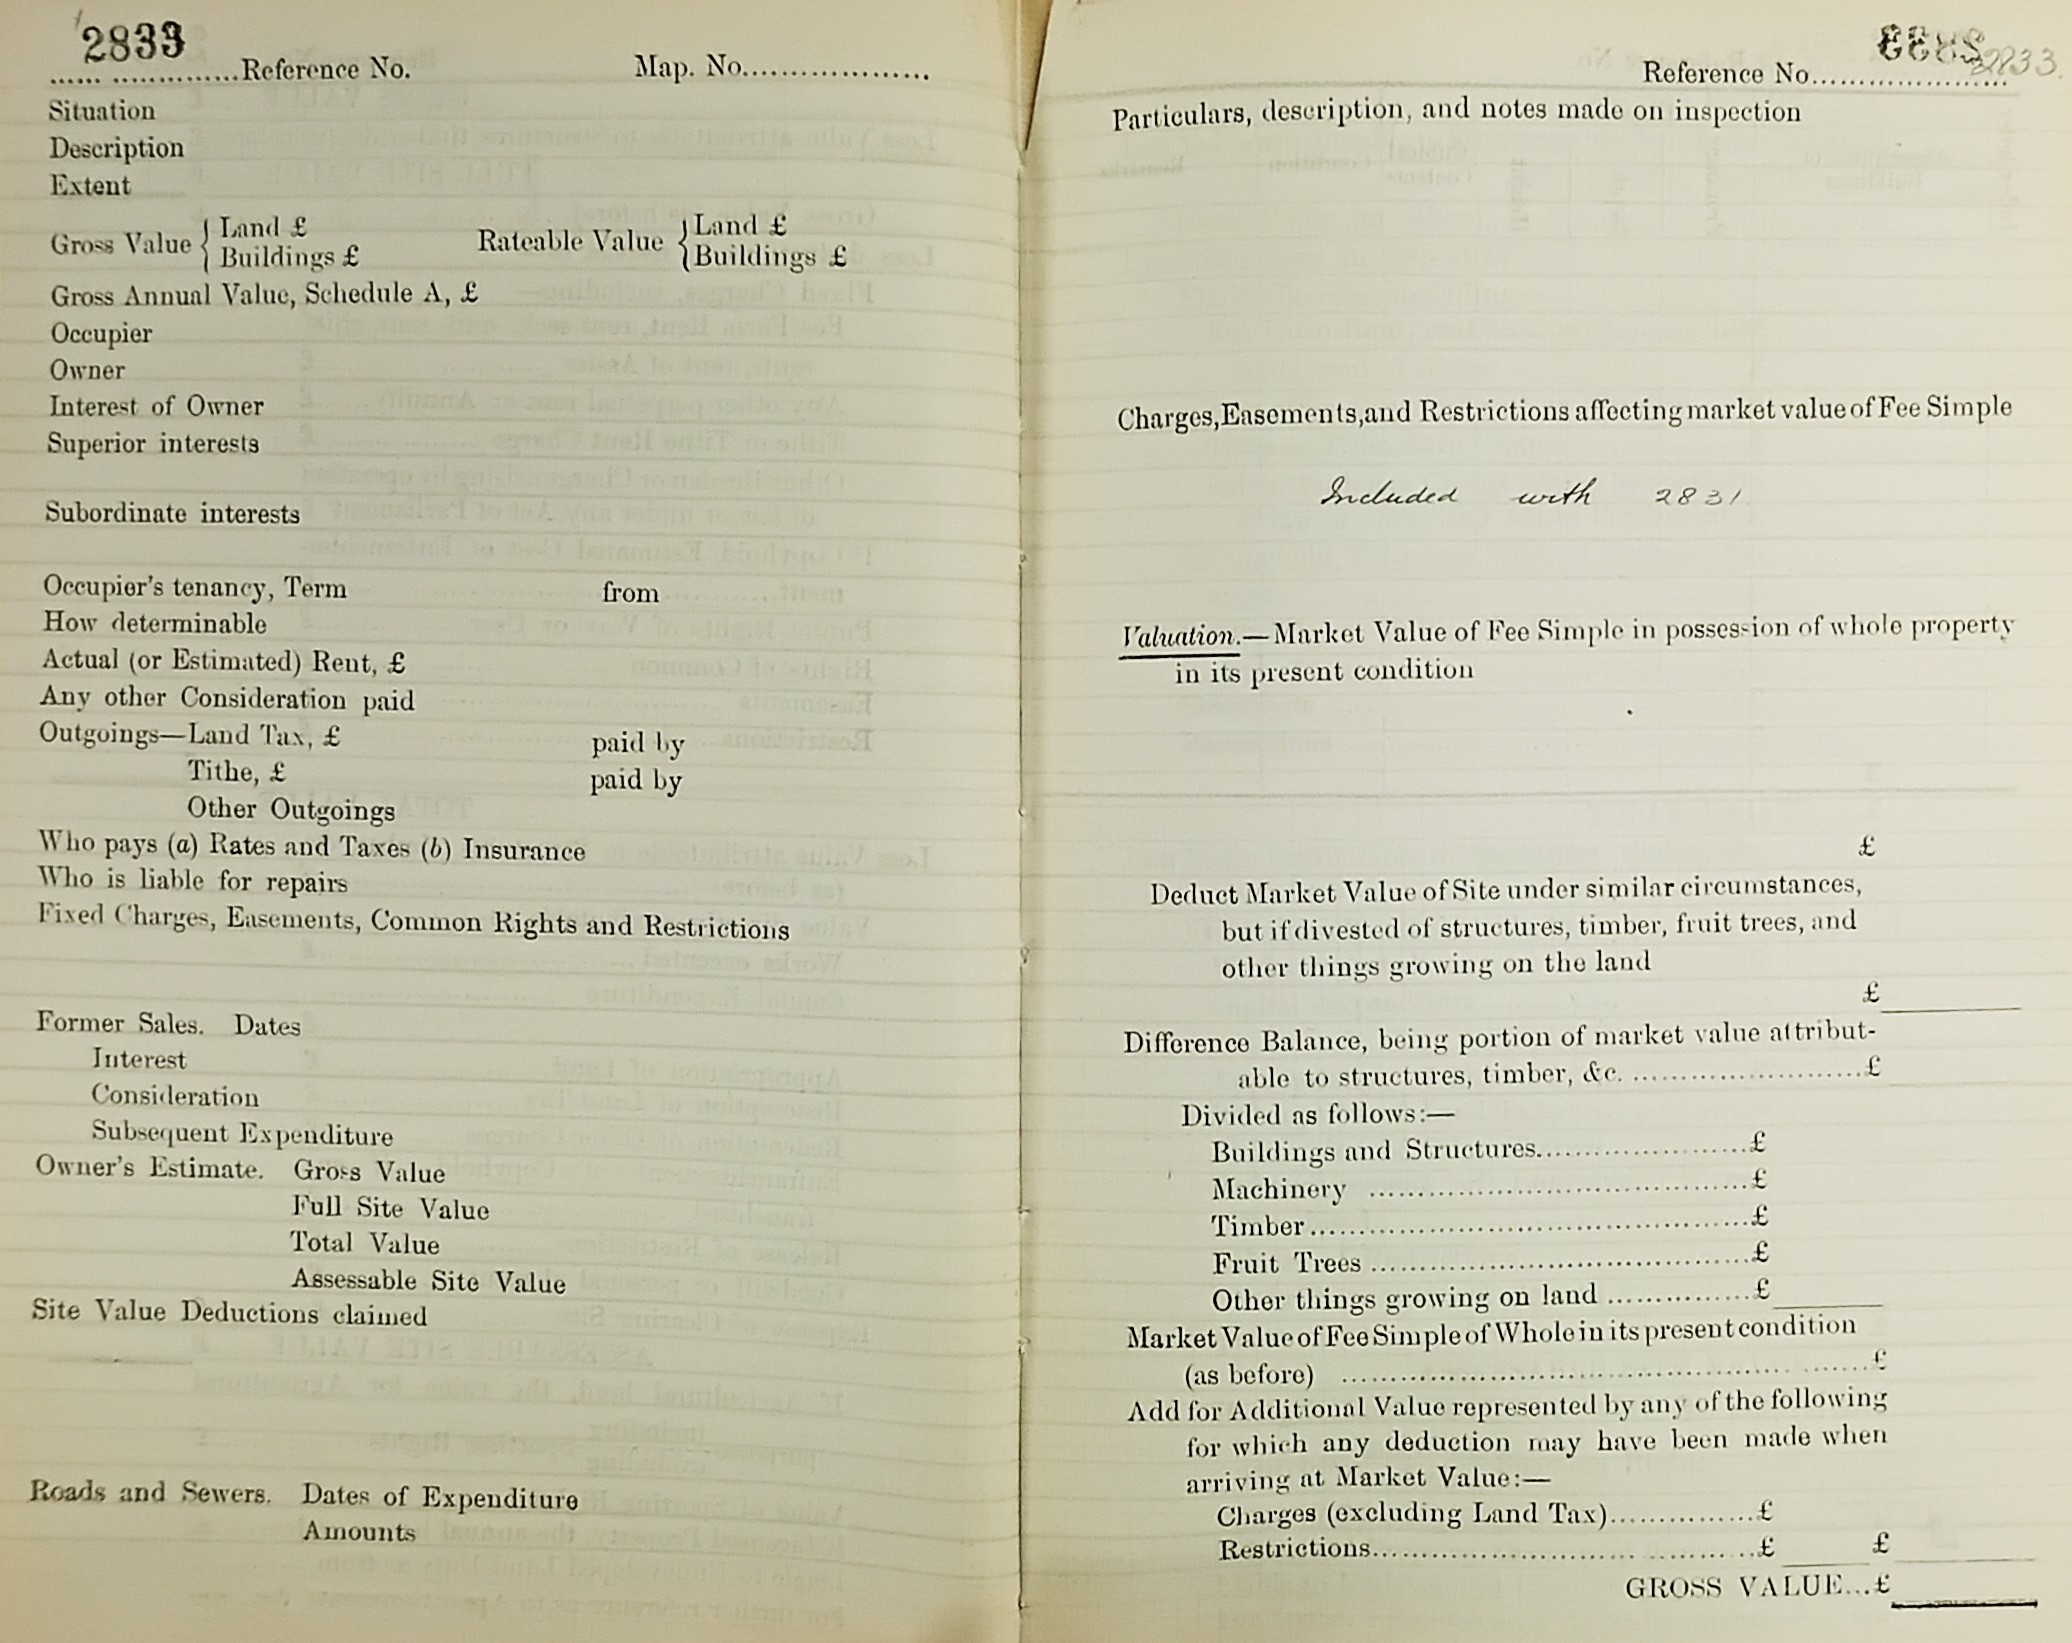 2833
...................Reference No. Map. No....................
Situation
Description
Extent
Gross Value { Land £ Rateable Value { Land £
Buildings £ Buildings £
Gross Annual Value, Schedule A, £
Occupier
Owner
Interest of Owner
Superior interests
Subordinate interests
Occupier's tenancy, Term from
How determinable
Actual (or Estimated) Rent, £
Any other Consideration paid
Outgoings—Land Tax, £ paid by
Tithe, £ paid by
Other Outgoings
Who pays (a) Rates and Taxes (b) Insurance
Who is liable for repairs
Fixed Charges, Easements, Common Rights and Restrictions
Former Sales. Dates
Interest
Consideration
Subsequent Expenditure
Owner's Estimate. Gross Value
Full Site Value
Total Value
Assessable Site Value
Site Value Deductions claimed
Roads and Sewers. Dates of Expenditure
Amounts
2833
Reference No......................
Particulars, description, and notes made on inspection
Charges, Easements, and Restrictions affecting market value of Fee Simple
Included with 2831.
Valuation.—Market Value of Fee Simple in possession of whole property
in its present condition
£
Deduct Market Value of Site under similar circumstances,
but if divested of structures, timber, fruit trees, and
other things growing on the land
£
Difference Balance, being portion of market value attribut-
able to structures, timber, &c. .........................£
Divided as follows:—
Buildings and Structures.......................£
Machinery .........................................£
Timber...............................................£
Fruit Trees .........................................£
Other things growing on land ................£
Market Value of Fee Simple of Whole in its present condition
(as before) .......................................................£
Add for Additional Value represented by any of the following
for which any deduction may have been made when
arriving at Market Value:—
Charges (excluding Land Tax)................£
Restrictions.........................................£ £
GROSS VALUE...£